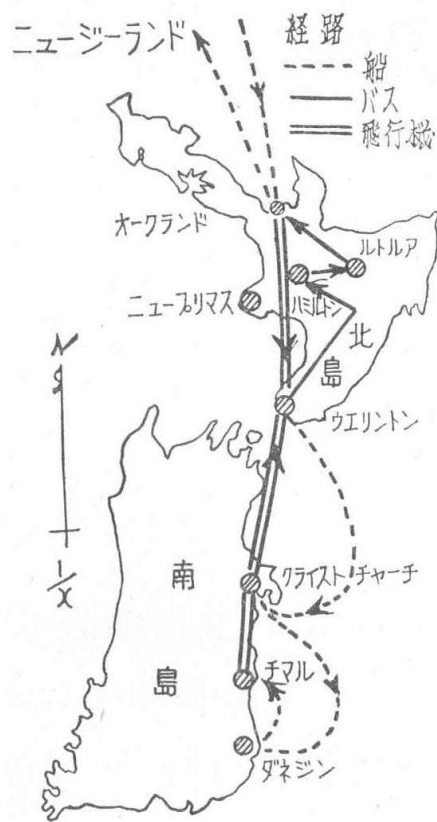 ニュージーランド
経路
船
バス
飛行機
オークランド
ルトルア
ハミルトン
ニュープリマス
北島
ウエリントン
南島
クライストチャーチ
チマル
ダネジン